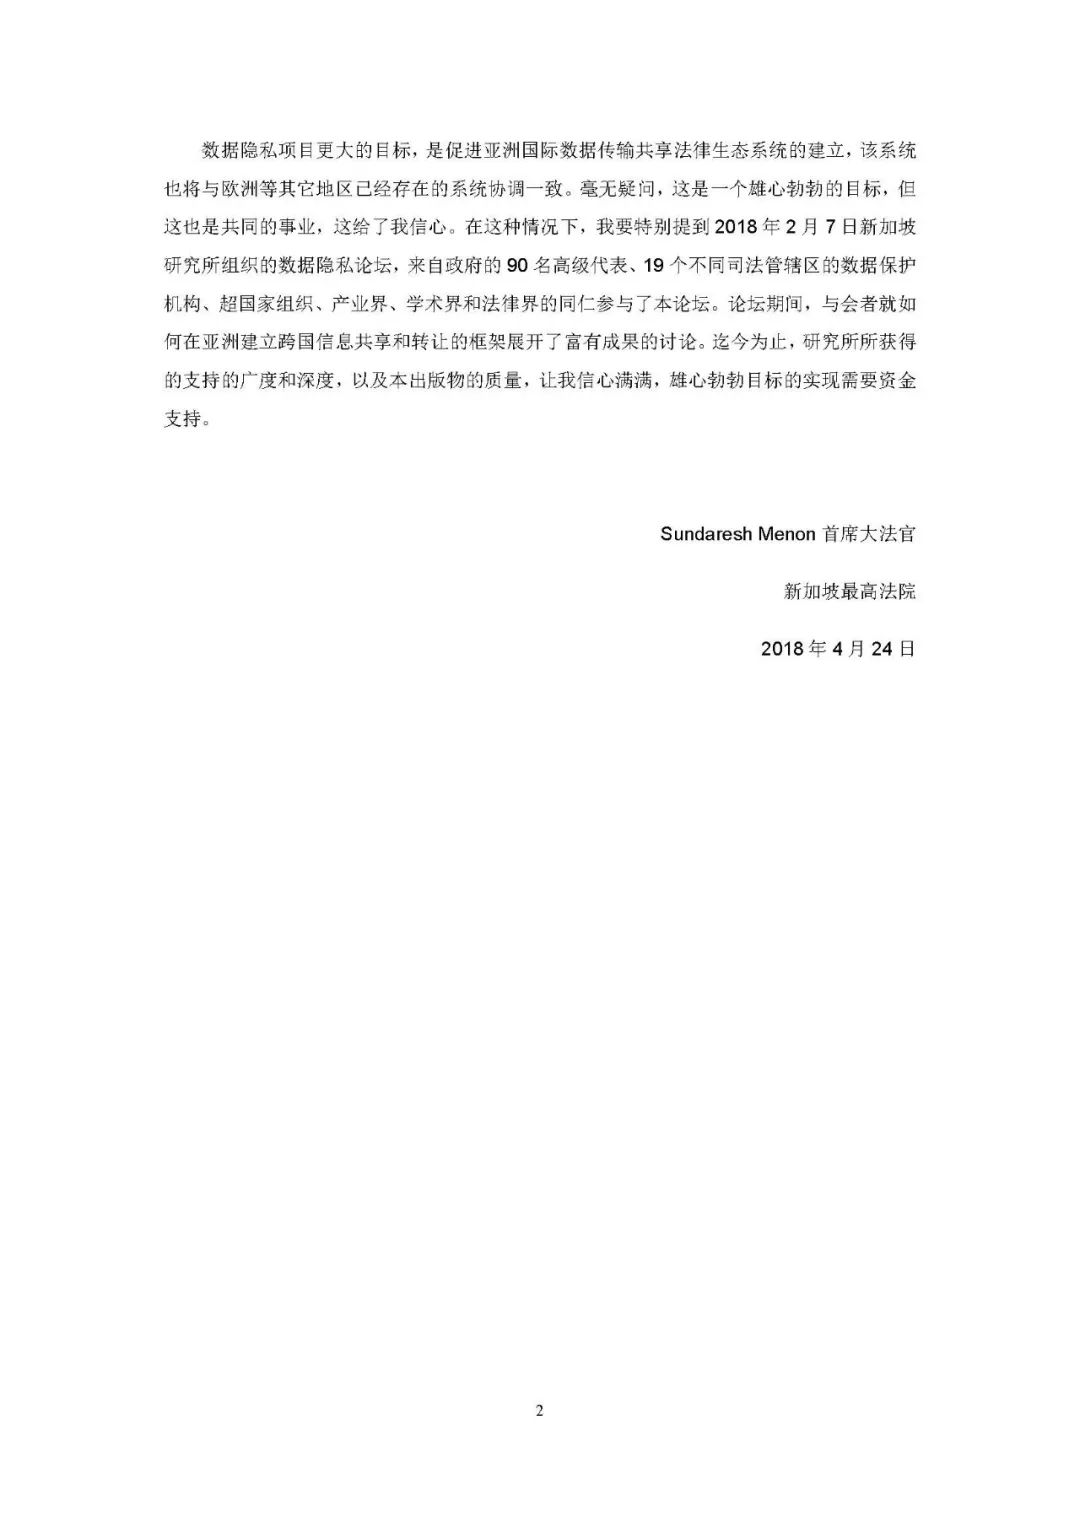 数据隐私项目更大的目标，是促进亚洲国际数据传输共享法律生态系统的建立，该系统
也将与欧洲等其它地区已经存在的系统协调一致。毫无疑问，这是一个雄心勃勃的目标，但
这也是共同的事业，这给了我信心。在这种情况下，我要特别提到 2018 年 2 月 7 日新加坡
研究所组织的数据隐私论坛，来自政府的 90 名高级代表、19 个不同司法管辖区的数据保护
机构、超国家组织、产业界、学术界和法律界的同仁参与了本论坛。论坛期间，与会者就如
何在亚洲建立跨国信息共享和转让的框架展开了富有成果的讨论。迄今为止，研究所所获得
的支持的广度和深度，以及本出版物的质量，让我信心满满，雄心勃勃目标的实现需要资金
支持。
Sundaresh Menon 首席大法官
新加坡最高法院
2018 年 4 月 24 日
2